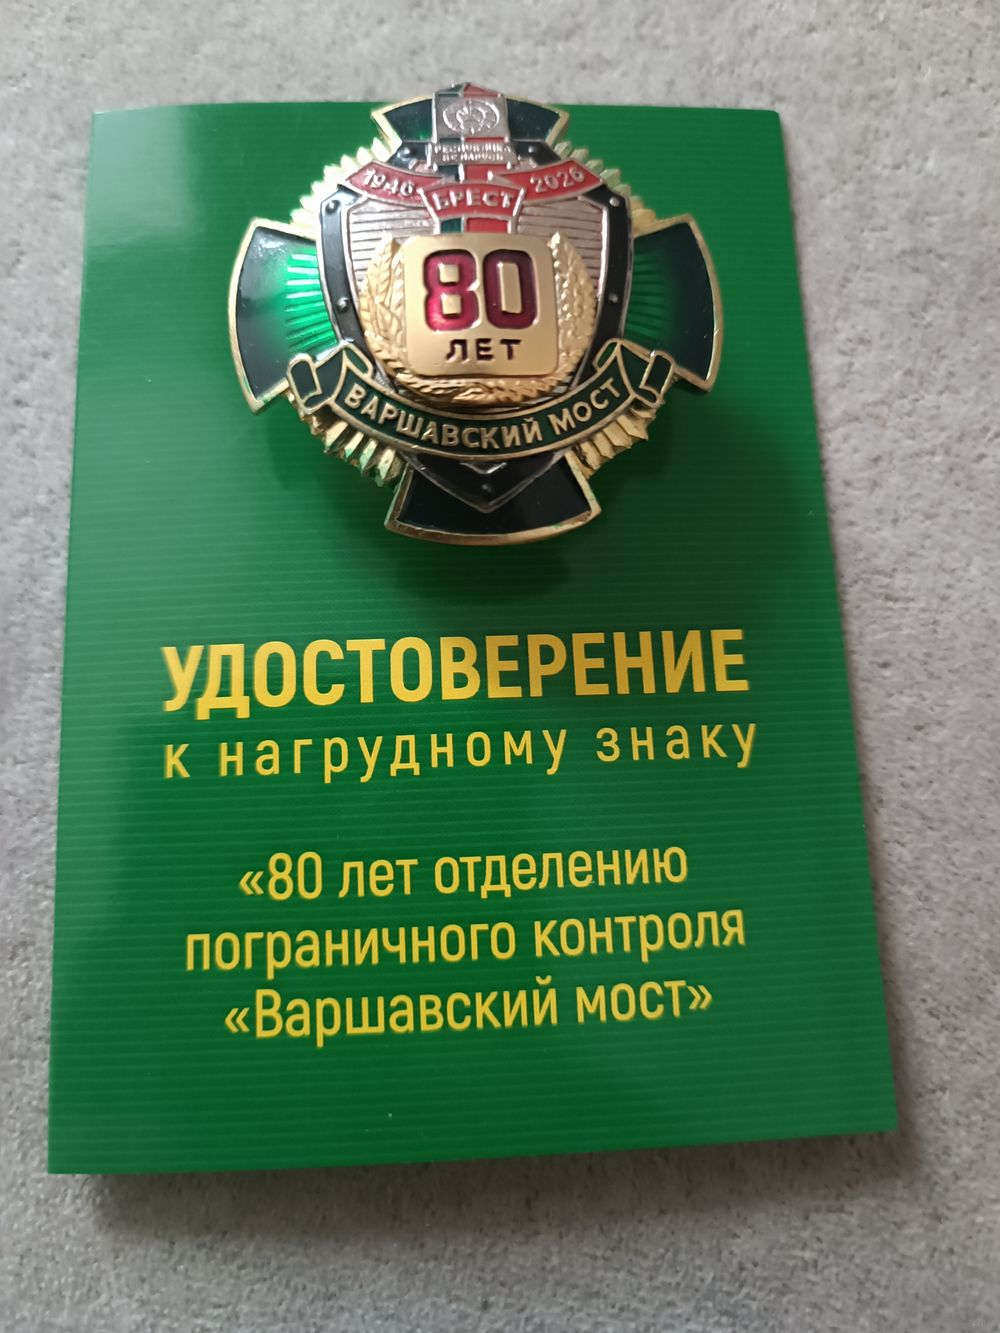 РЕСПУБЛИКА
БЕЛАРУСЬ
1946 БРЕСТ 2026
80
ЛЕТ
ВАРШАВСКИЙ МОСТ
УДОСТОВЕРЕНИЕ
к нагрудному знаку
«80 лет отделению
пограничного контроля
«Варшавский мост»